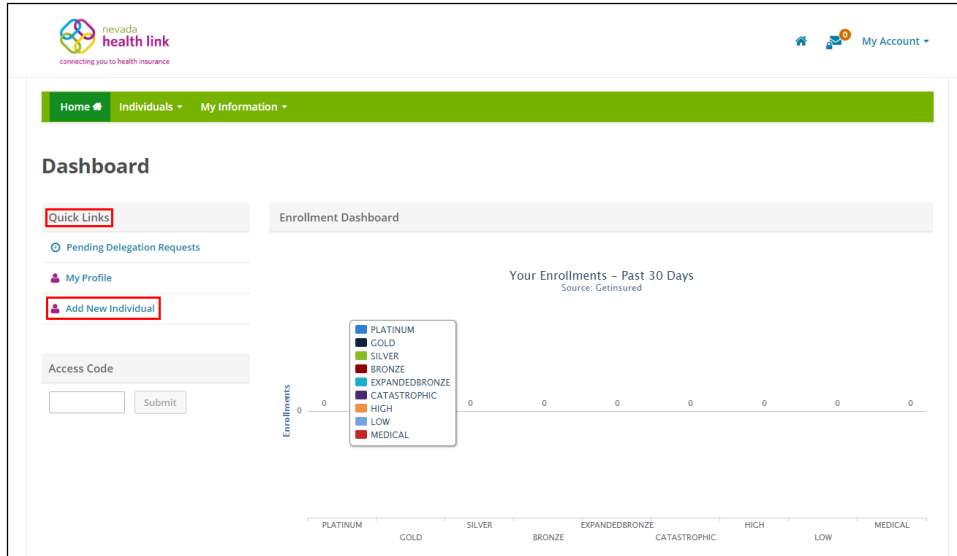 nevada
health link
connecting you to health insurance
0
My Account
Home
Individuals
My Information
Dashboard
Quick Links
Pending Delegation Requests
My Profile
Add New Individual
Access Code
Submit
Enrollment Dashboard
Your Enrollments - Past 30 Days
Source: Getinsured
PLATINUM
GOLD
SILVER
BRONZE
EXPANDEDBRONZE
CATASTROPHIC
HIGH
LOW
MEDICAL
Enrollments
0
0 0 0 0 0 0 0 0
PLATINUM SILVER EXPANDEDBRONZE HIGH MEDICAL
GOLD BRONZE CATASTROPHIC LOW